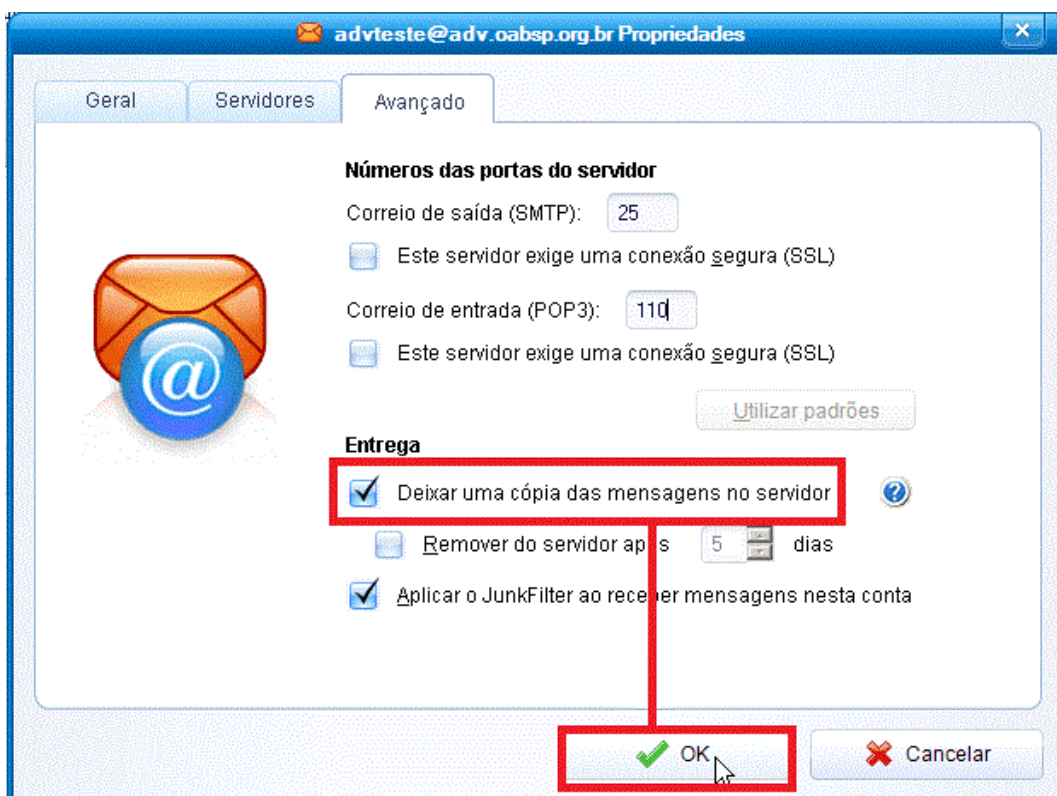 advteste@adv.oabsp.org.br Propriedades
Geral Servidores Avançado
Números das portas do servidor
Correio de saída (SMTP): 25
Este servidor exige uma conexão segura (SSL)
Correio de entrada (POP3): 110
Este servidor exige uma conexão segura (SSL)
Utilizar padrões
Entrega
Deixar uma cópia das mensagens no servidor
Remover do servidor após 5 dias
Aplicar o JunkFilter ao receber mensagens nesta conta
OK Cancelar